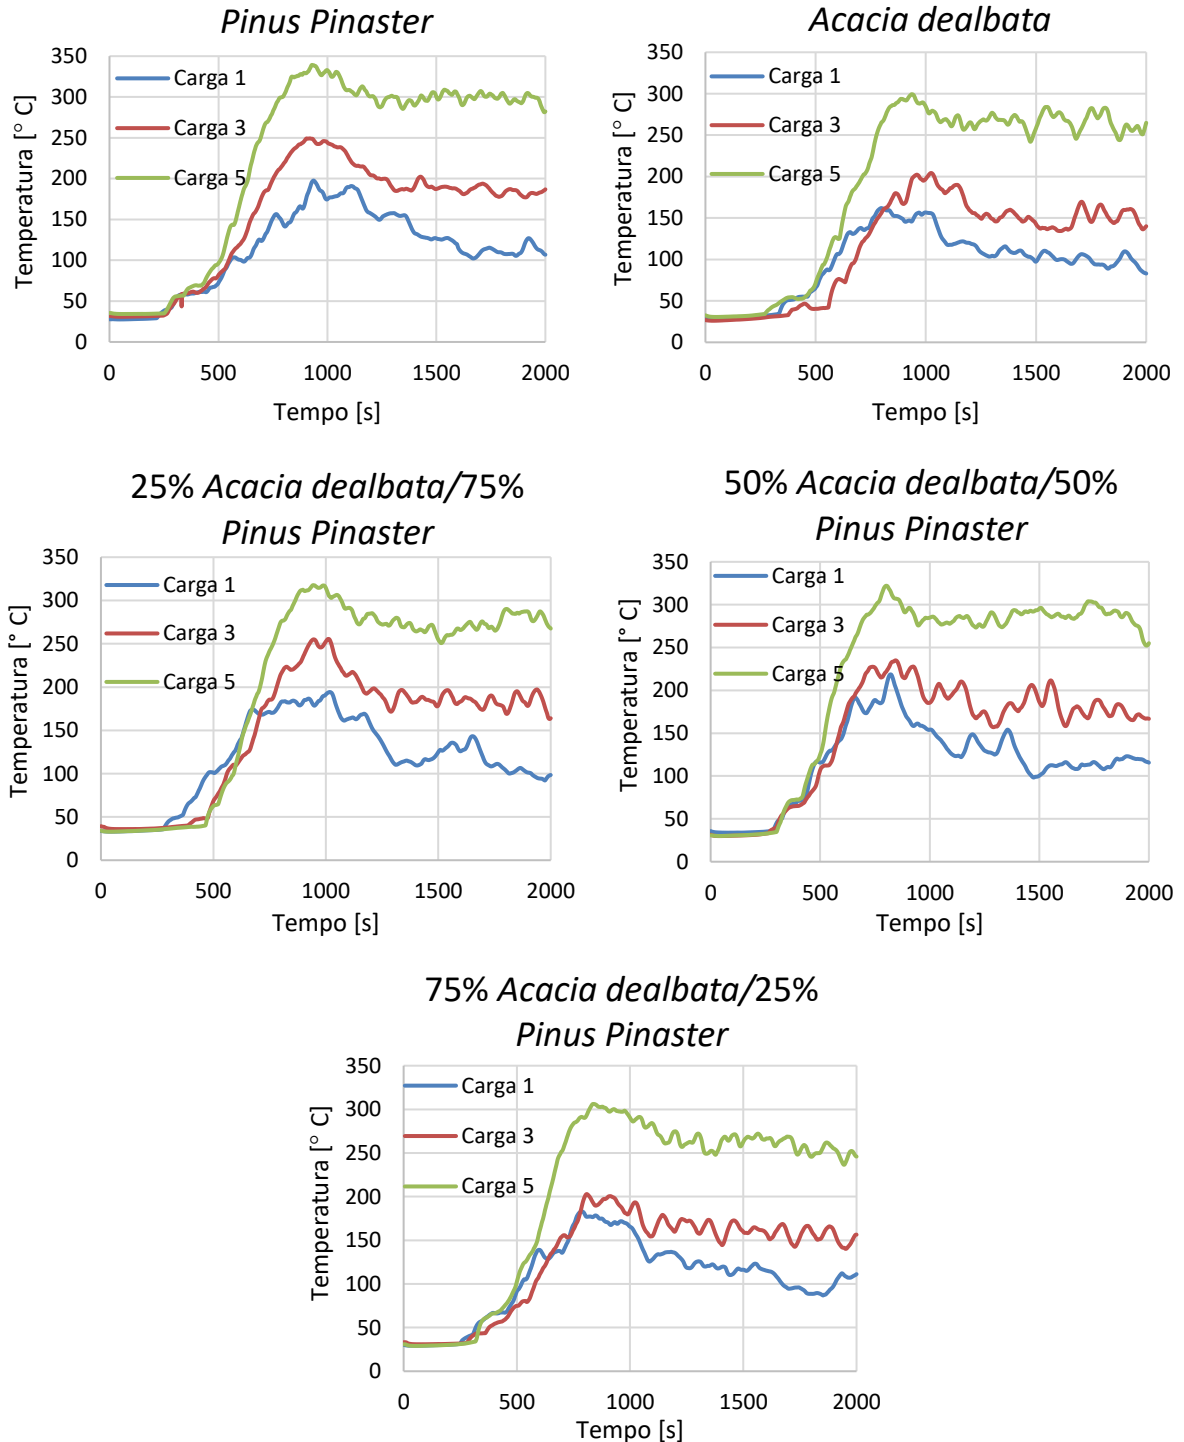 Pinus Pinaster
Temperatura [° C]
350
300
250
200
150
100
50
0
Carga 1
Carga 3
Carga 5
0 500 1000 1500 2000
Tempo [s]
Acacia dealbata
Temperatura [° C]
350
300
250
200
150
100
50
0
Carga 1
Carga 3
Carga 5
0 500 1000 1500 2000
Tempo [s]
25% Acacia dealbata/75%
Pinus Pinaster
Temperatura [° C]
350
300
250
200
150
100
50
0
Carga 1
Carga 3
Carga 5
0 500 1000 1500 2000
Tempo [s]
50% Acacia dealbata/50%
Pinus Pinaster
Temperatura [° C]
350
300
250
200
150
100
50
0
Carga 1
Carga 3
Carga 5
0 500 1000 1500 2000
Tempo [s]
75% Acacia dealbata/25%
Pinus Pinaster
Temperatura [° C]
350
300
250
200
150
100
50
0
Carga 1
Carga 3
Carga 5
0 500 1000 1500 2000
Tempo [s]